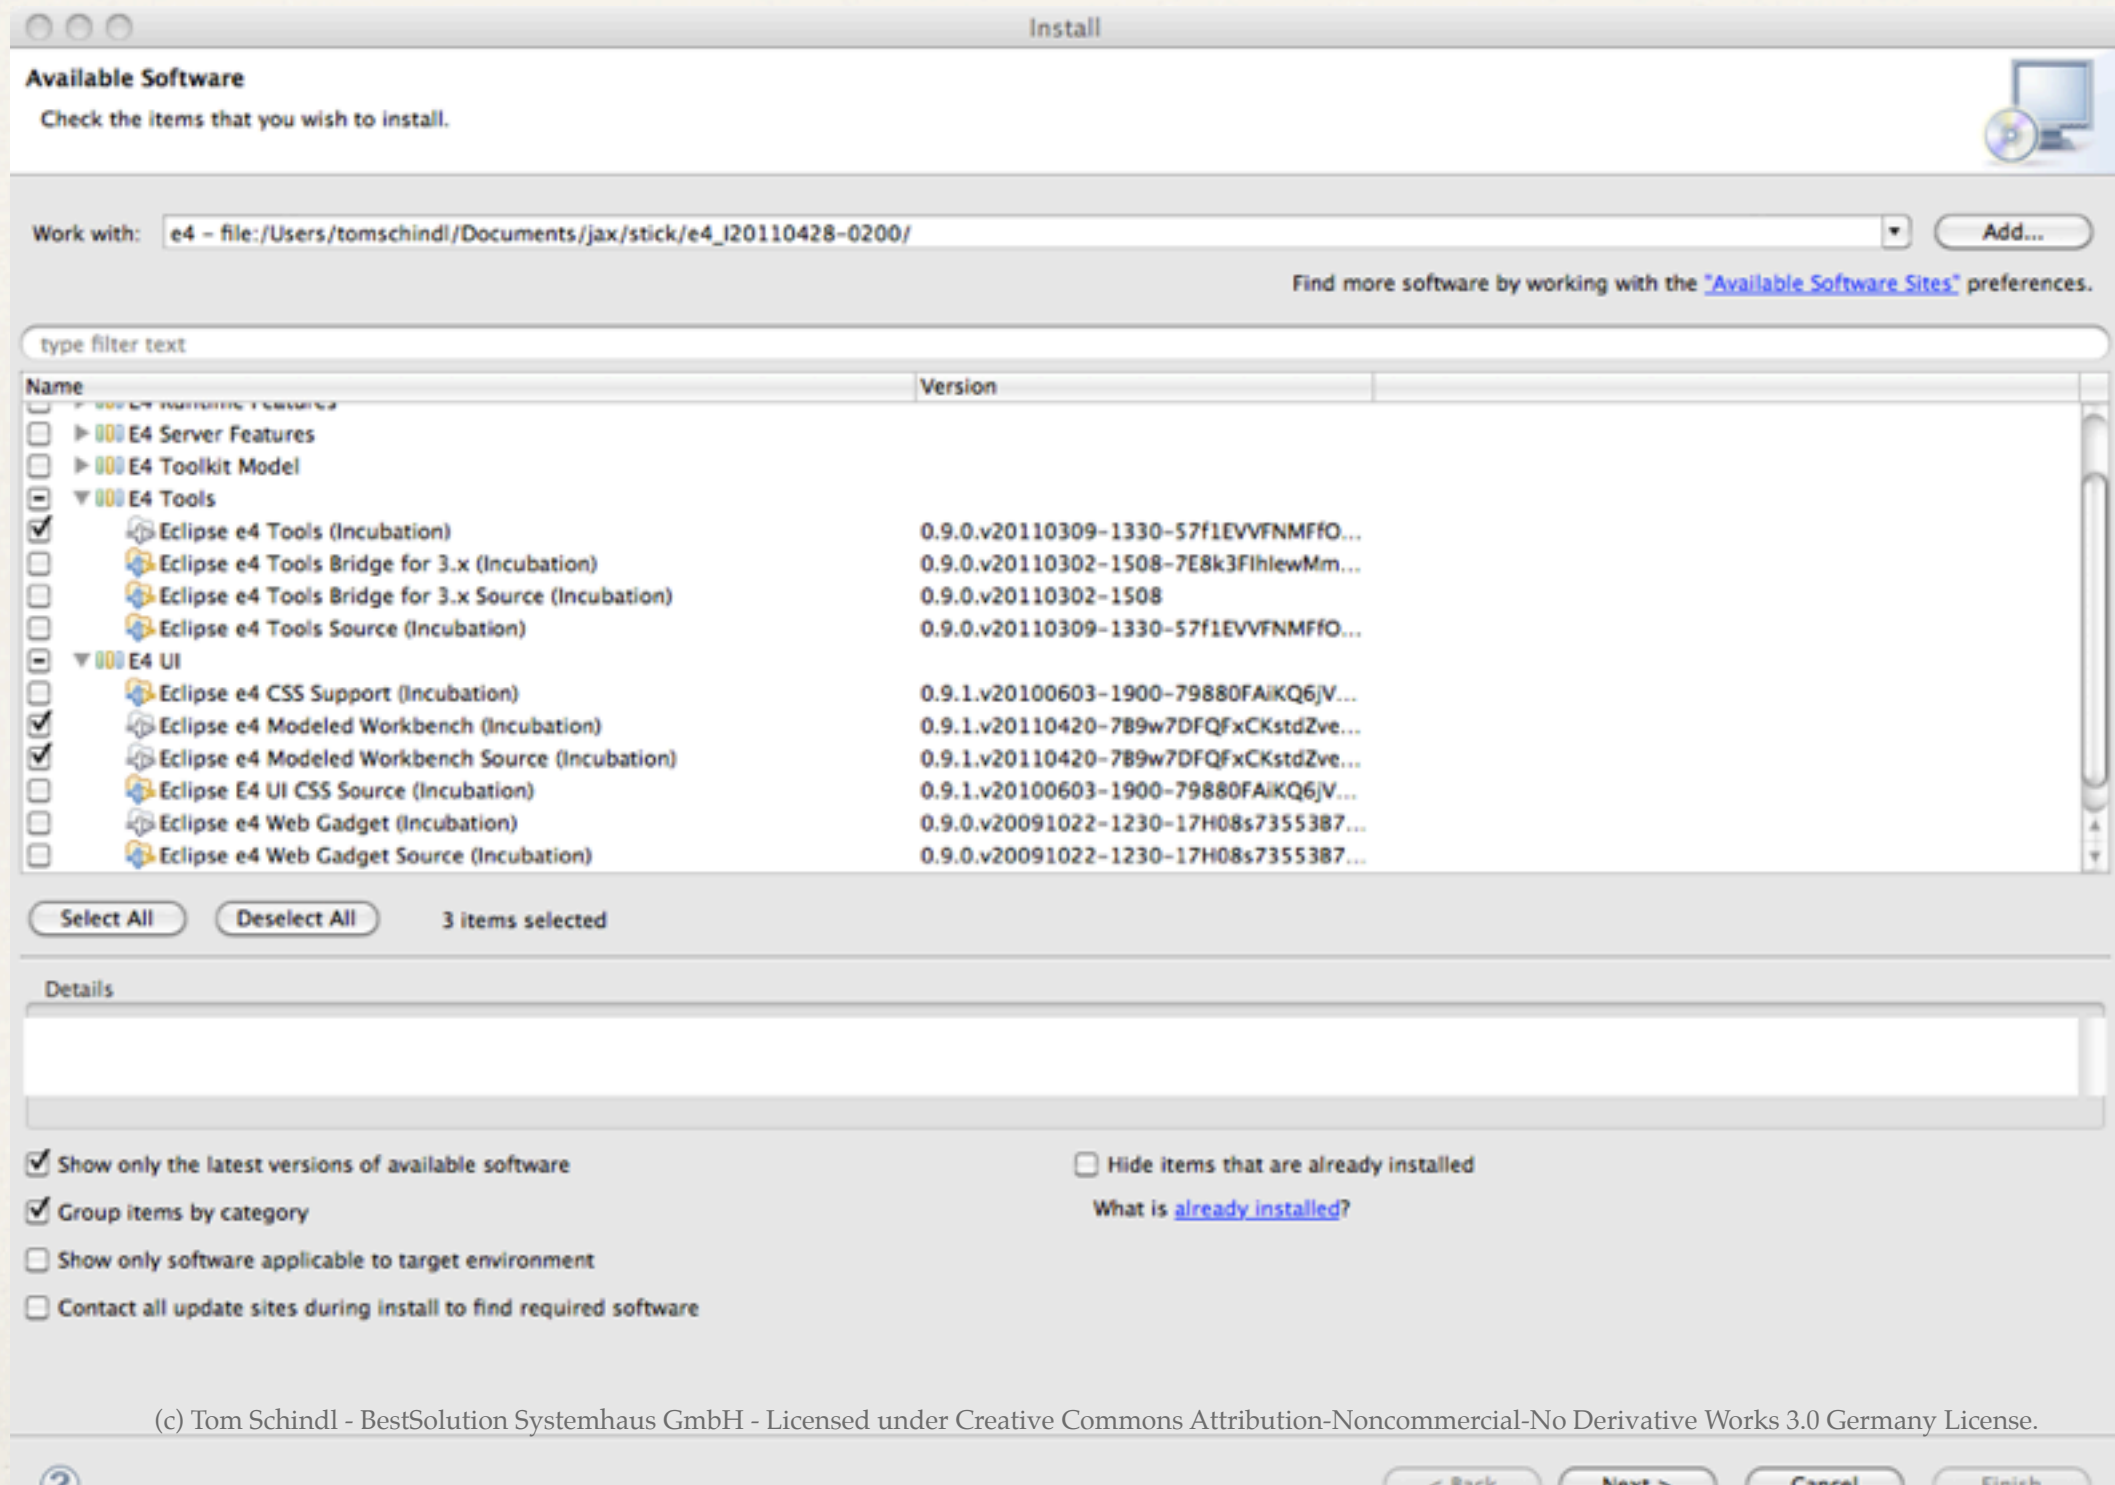 Install
Available Software
Check the items that you wish to install.
Work with: e4 – file:/Users/tomschindl/Documents/jax/stick/e4_I20110428-0200/ Add...
Find more software by working with the "Available Software Sites" preferences.
type filter text
Name Version
E4 Runtime Features
E4 Server Features
E4 Toolkit Model
E4 Tools
Eclipse e4 Tools (Incubation) 0.9.0.v20110309-1330-57f1EVVFNMFfO...
Eclipse e4 Tools Bridge for 3.x (Incubation) 0.9.0.v20110302-1508-7E8k3FIhIewMm...
Eclipse e4 Tools Bridge for 3.x Source (Incubation) 0.9.0.v20110302-1508
Eclipse e4 Tools Source (Incubation) 0.9.0.v20110309-1330-57f1EVVFNMFfO...
E4 UI
Eclipse e4 CSS Support (Incubation) 0.9.1.v20100603-1900-79880FAiKQ6jV...
Eclipse e4 Modeled Workbench (Incubation) 0.9.1.v20110420-7B9w7DFQFxCKstdZve...
Eclipse e4 Modeled Workbench Source (Incubation) 0.9.1.v20110420-7B9w7DFQFxCKstdZve...
Eclipse E4 UI CSS Source (Incubation) 0.9.1.v20100603-1900-79880FAiKQ6jV...
Eclipse e4 Web Gadget (Incubation) 0.9.0.v20091022-1230-17H08s7355387...
Eclipse e4 Web Gadget Source (Incubation) 0.9.0.v20091022-1230-17H08s7355387...
Select All Deselect All 3 items selected
Details
Show only the latest versions of available software Hide items that are already installed
Group items by category What is already installed?
Show only software applicable to target environment
Contact all update sites during install to find required software
(c) Tom Schindl - BestSolution Systemhaus GmbH - Licensed under Creative Commons Attribution-Noncommercial-No Derivative Works 3.0 Germany License.
< Back Next > Cancel Finish